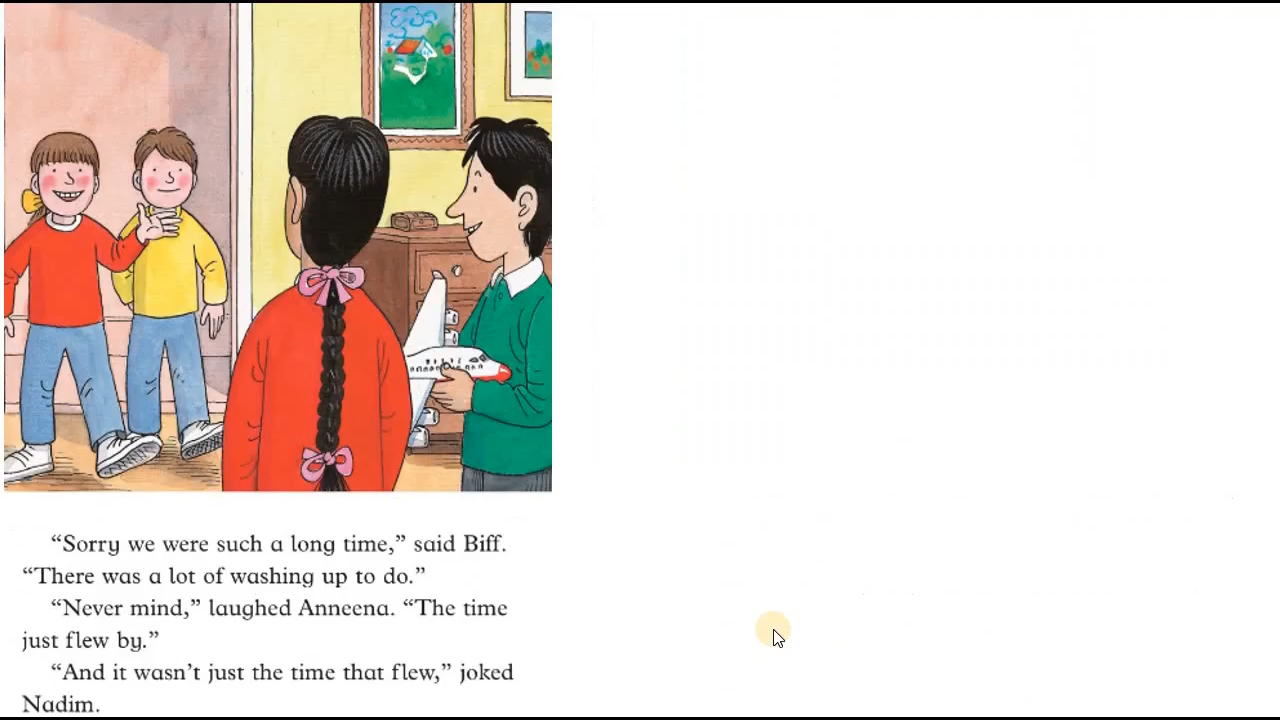 “Sorry we were such a long time,” said Biff.
“There was a lot of washing up to do.”
“Never mind,” laughed Anneena. “The time
just flew by.”
“And it wasn’t just the time that flew,” joked
Nadim.